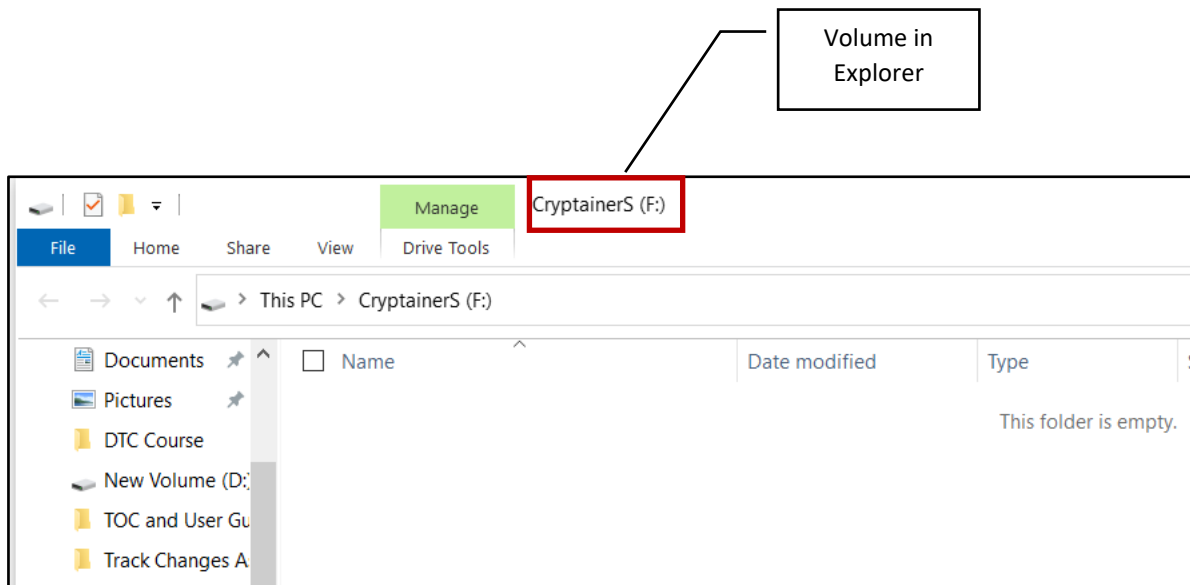 Volume in
Explorer
Manage
CryptainerS (F:)
File
Home
Share
View
Drive Tools
This PC > CryptainerS (F:)
Documents
Name
Date modified
Type
Pictures
This folder is empty.
DTC Course
New Volume (D:
TOC and User Gu
Track Changes A